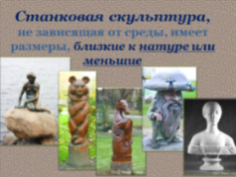 Станковая скульптура,
не зависящая от среды, имеет
размеры, близкие к натуре или
меньшие